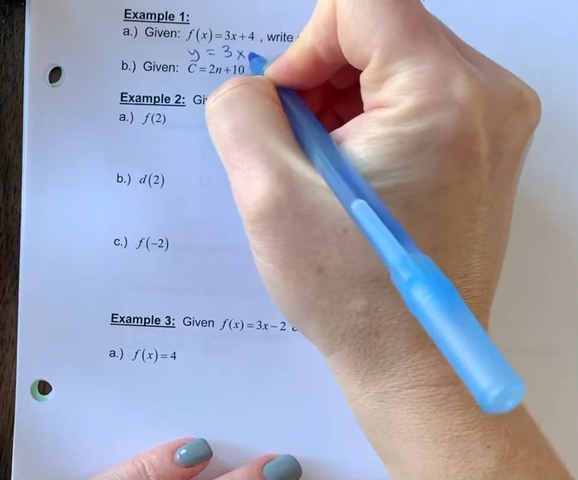 Example 1:
a.) Given: f(x)=3x+4 , write
y = 3x
b.) Given: C=2n+10
Example 2:
a.) f(2)
b.) d(2)
c.) f(−2)
Example 3: Given f(x)=3x−2
a.) f(x)=4